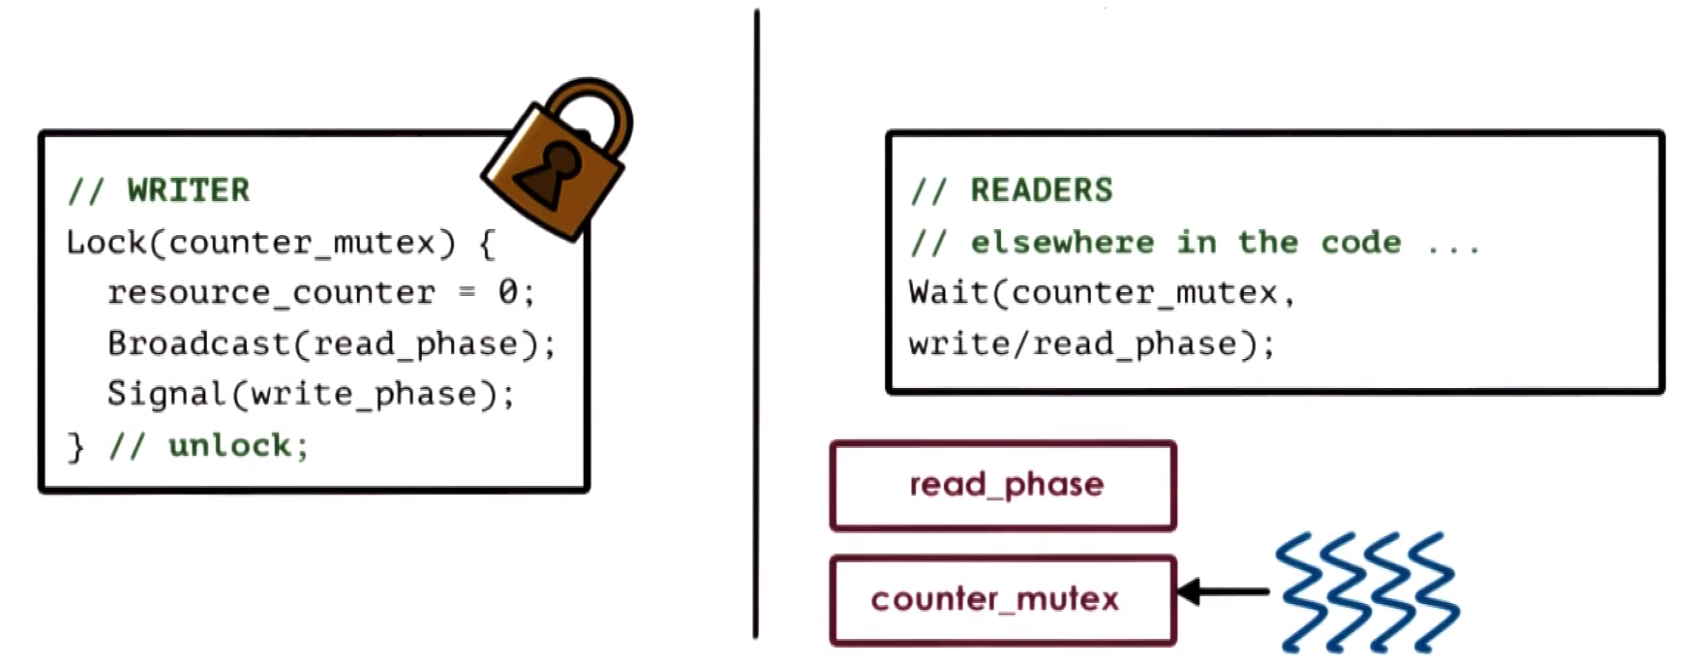 // WRITER
Lock(counter_mutex) {
resource_counter = 0;
Broadcast(read_phase);
Signal(write_phase);
} // unlock;
// READERS
// elsewhere in the code ...
Wait(counter_mutex,
write/read_phase);
read_phase
counter_mutex